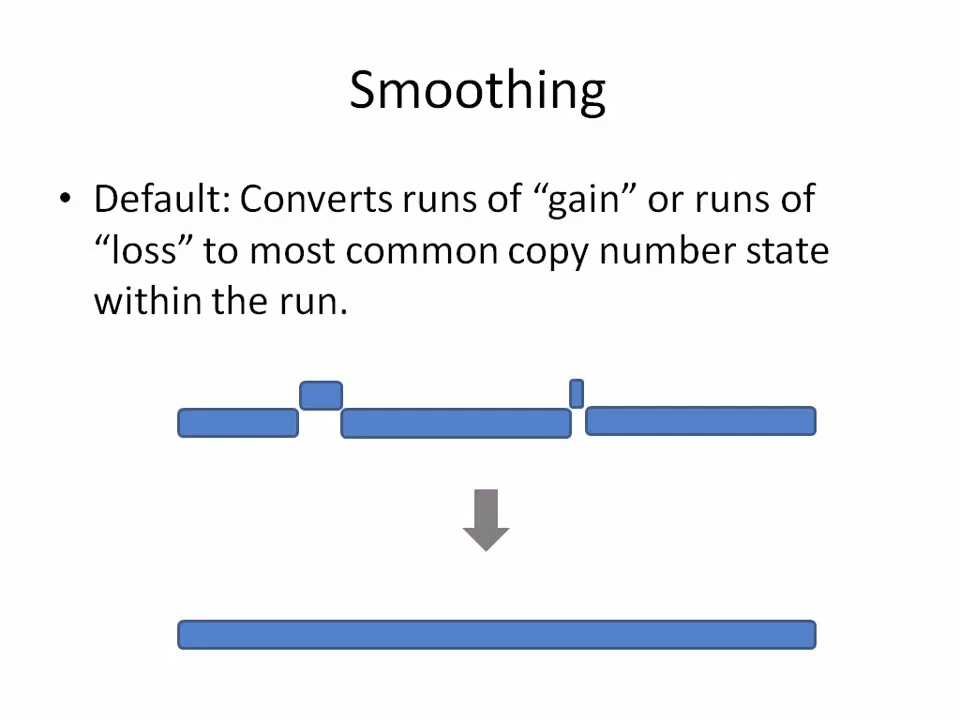 Smoothing
• Default: Converts runs of “gain” or runs of
“loss” to most common copy number state
within the run.